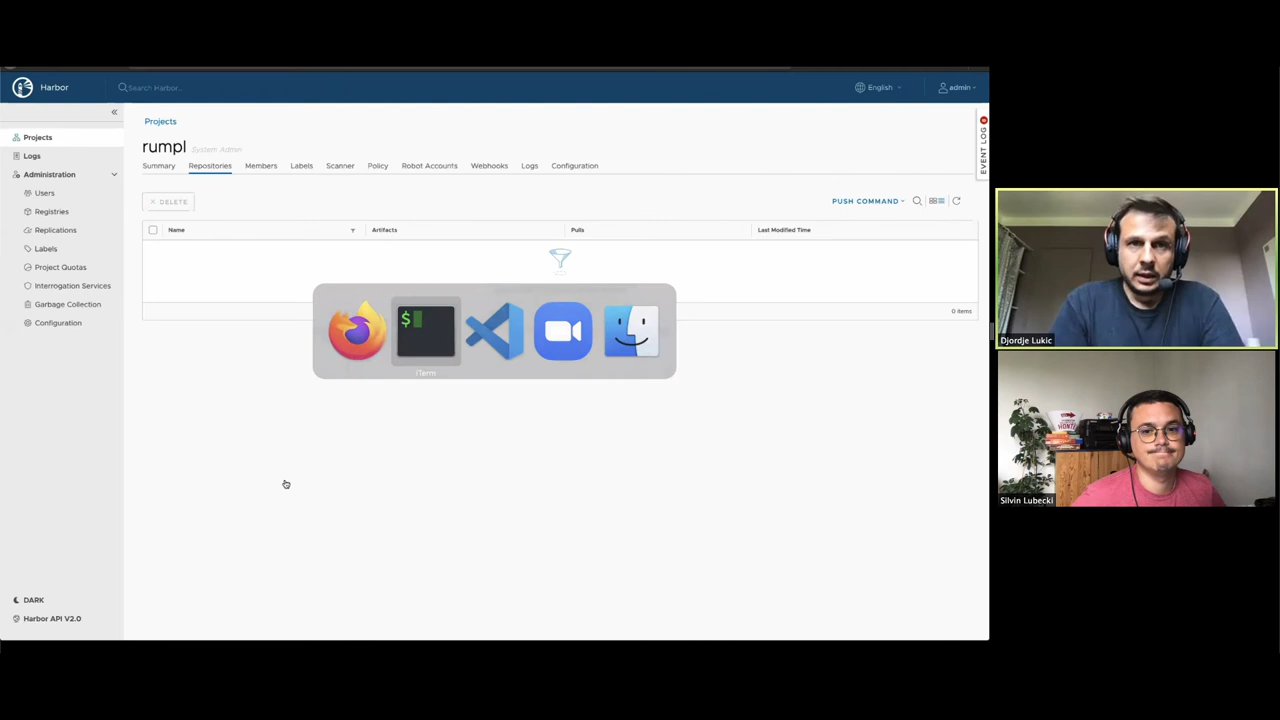 Harbor
Search Harbor...
English
admin
Projects
Logs
Administration
Users
Registries
Replications
Labels
Project Quotas
Interrogation Services
Garbage Collection
Configuration
DARK
Harbor API V2.0
Projects
rumpl System Admin
Summary Repositories Members Labels Scanner Policy Robot Accounts Webhooks Logs Configuration
DELETE
PUSH COMMAND
Name Artifacts Pulls Last Modified Time
0 items
EVENT LOG
$
iTerm
Djordje Lukic
Silvin Lubecki